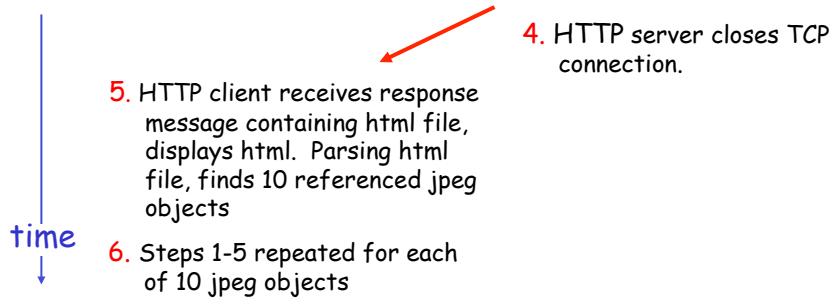 4. HTTP server closes TCP
connection.
5. HTTP client receives response
message containing html file,
displays html. Parsing html
file, finds 10 referenced jpeg
objects
time
6. Steps 1-5 repeated for each
of 10 jpeg objects